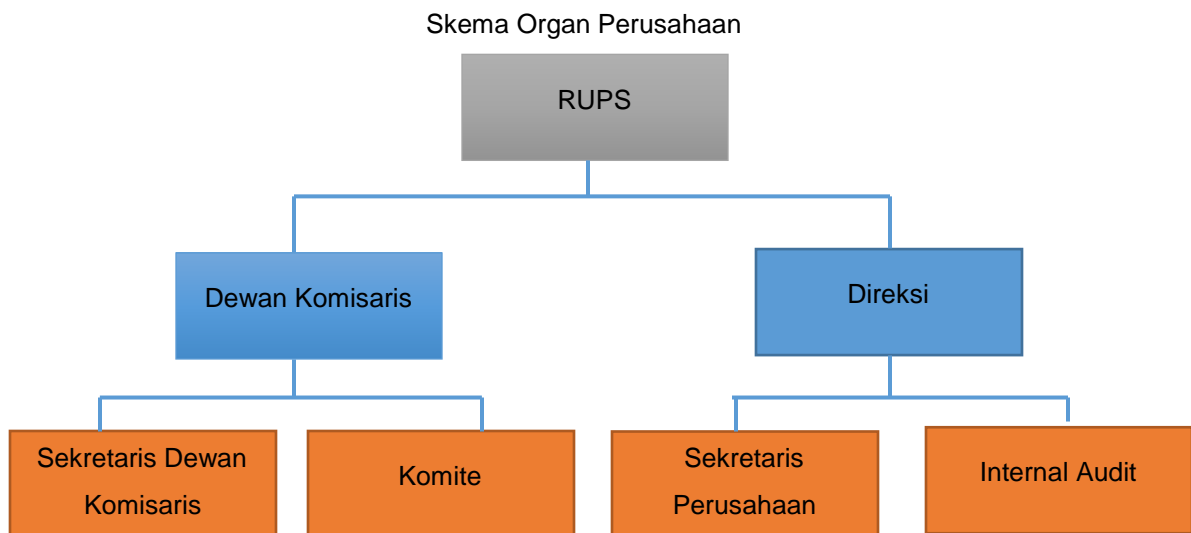 Skema Organ Perusahaan
RUPS
Dewan Komisaris
Direksi
Sekretaris Dewan
Komisaris
Komite
Sekretaris
Perusahaan
Internal Audit